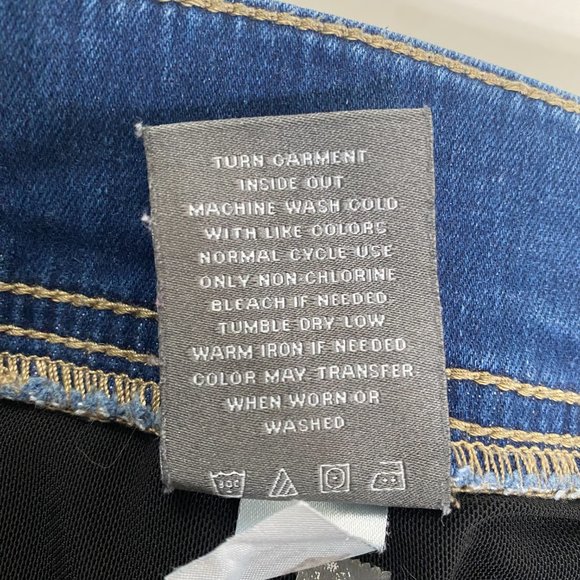 TURN GARMENT
INSIDE OUT
MACHINE WASH COLD
WITH LIKE COLORS
NORMAL CYCLE USE
ONLY NON-CHLORINE
BLEACH IF NEEDED
TUMBLE DRY LOW
WARM IRON IF NEEDED
COLOR MAY TRANSFER
WHEN WORN OR
WASHED